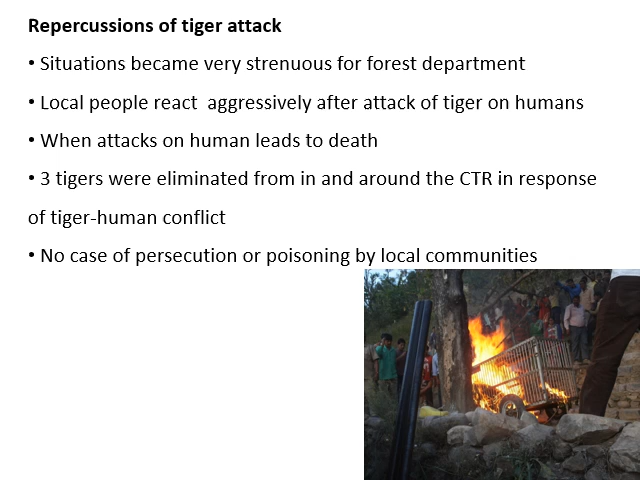 Repercussions of tiger attack
• Situations became very strenuous for forest department
• Local people react  aggressively after attack of tiger on humans
• When attacks on human leads to death
• 3 tigers were eliminated from in and around the CTR in response
of tiger-human conflict
• No case of persecution or poisoning by local communities